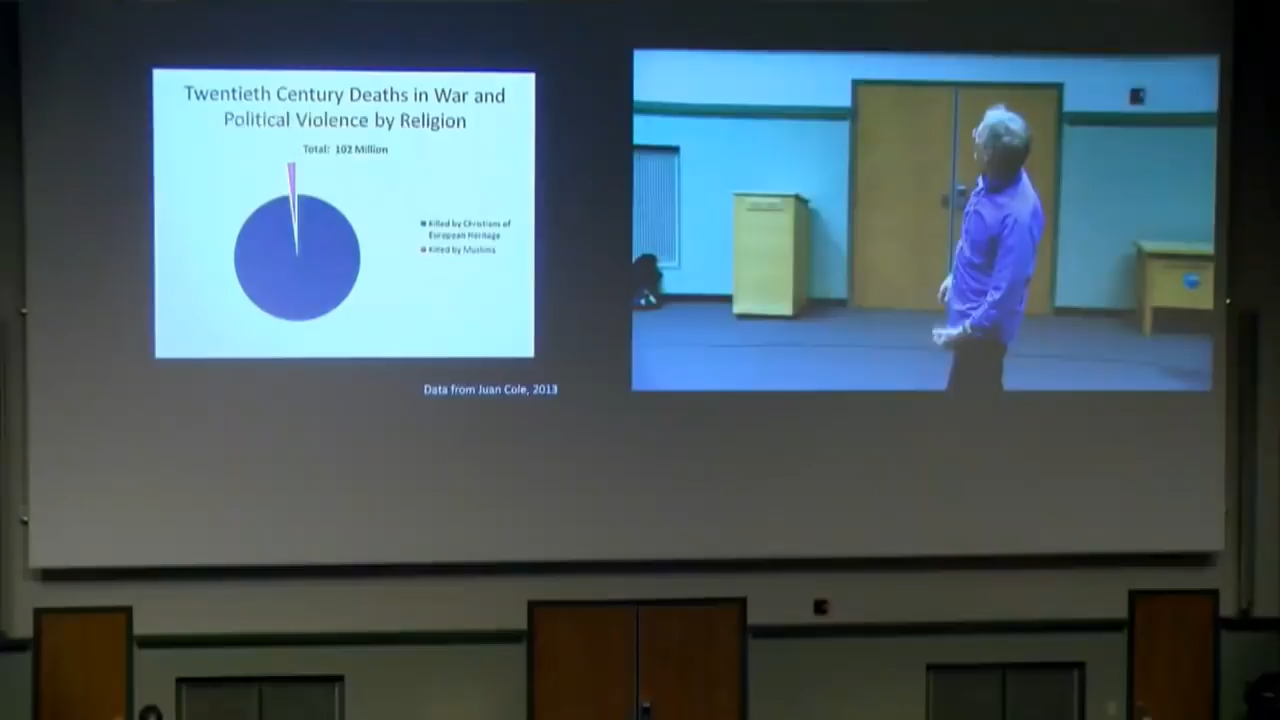 Twentieth Century Deaths in War and
Political Violence by Religion
Total: 102 Million
Killed by Christians of
European Heritage
Killed by Muslims
Data from Juan Cole, 2013